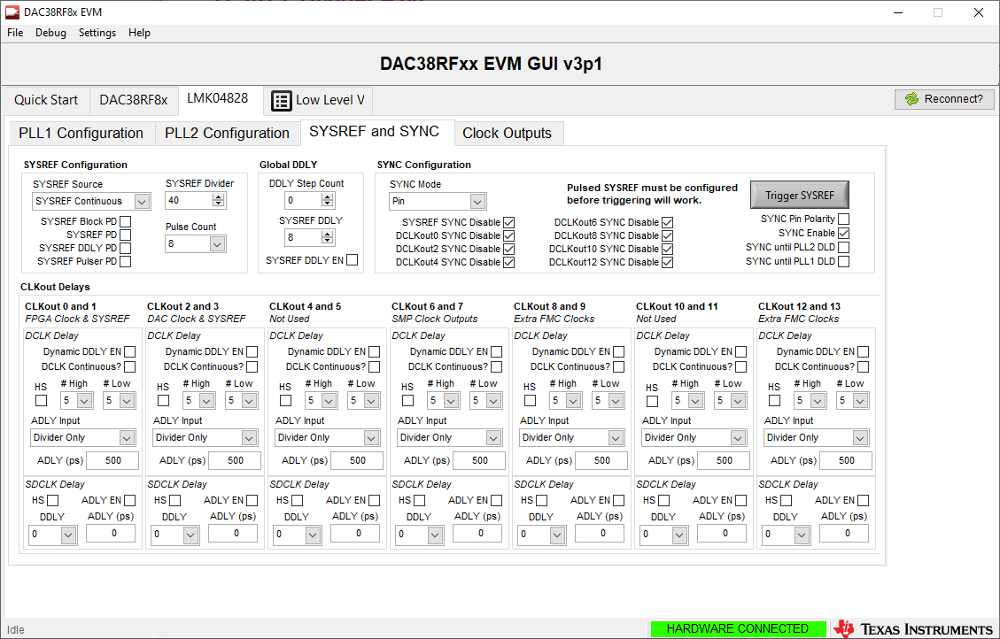 DAC38RF8x EVM
File Debug Settings Help
DAC38RFxx EVM GUI v3p1
Quick Start DAC38RF8x LMK04828 Low Level V Reconnect?
PLL1 Configuration PLL2 Configuration SYSREF and SYNC Clock Outputs
SYSREF Configuration
SYSREF Source SYSREF Divider
SYSREF Continuous 40
SYSREF Block PD
SYSREF PD
SYSREF DDLY PD
SYSREF Pulser PD
Pulse Count
8
Global DDLY
DDLY Step Count
0
SYSREF DDLY
8
SYSREF DDLY EN
SYNC Configuration
SYNC Mode
Pin
SYSREF SYNC Disable
DCLKout0 SYNC Disable
DCLKout2 SYNC Disable
DCLKout4 SYNC Disable
Pulsed SYSREF must be configured
before triggering will work.
DCLKout6 SYNC Disable
DCLKout8 SYNC Disable
DCLKout10 SYNC Disable
DCLKout12 SYNC Disable
Trigger SYSREF
SYNC Pin Polarity
SYNC Enable
SYNC until PLL2 DLD
SYNC until PLL1 DLD
CLKout Delays
CLKout 0 and 1 CLKout 2 and 3 CLKout 4 and 5 CLKout 6 and 7 CLKout 8 and 9 CLKout 10 and 11 CLKout 12 and 13
FPGA Clock & SYSREF DAC Clock & SYSREF Not Used SMP Clock Outputs Extra FMC Clocks Not Used Extra FMC Clocks
DCLK Delay DCLK Delay DCLK Delay DCLK Delay DCLK Delay DCLK Delay DCLK Delay
Dynamic DDLY EN Dynamic DDLY EN Dynamic DDLY EN Dynamic DDLY EN Dynamic DDLY EN Dynamic DDLY EN Dynamic DDLY EN
DCLK Continuous? DCLK Continuous? DCLK Continuous? DCLK Continuous? DCLK Continuous? DCLK Continuous? DCLK Continuous?
HS # High # Low HS # High # Low HS # High # Low HS # High # Low HS # High # Low HS # High # Low HS # High # Low
5 5 5 5 5 5 5 5 5 5 5 5 5 5
ADLY Input ADLY Input ADLY Input ADLY Input ADLY Input ADLY Input ADLY Input
Divider Only Divider Only Divider Only Divider Only Divider Only Divider Only Divider Only
ADLY (ps) 500 ADLY (ps) 500 ADLY (ps) 500 ADLY (ps) 500 ADLY (ps) 500 ADLY (ps) 500 ADLY (ps) 500
SDCLK Delay SDCLK Delay SDCLK Delay SDCLK Delay SDCLK Delay SDCLK Delay SDCLK Delay
HS ADLY EN HS ADLY EN HS ADLY EN HS ADLY EN HS ADLY EN HS ADLY EN HS ADLY EN
DDLY ADLY (ps) DDLY ADLY (ps) DDLY ADLY (ps) DDLY ADLY (ps) DDLY ADLY (ps) DDLY ADLY (ps) DDLY ADLY (ps)
0 0 0 0 0 0 0 0 0 0 0 0 0 0
Idle HARDWARE CONNECTED TEXAS INSTRUMENTS